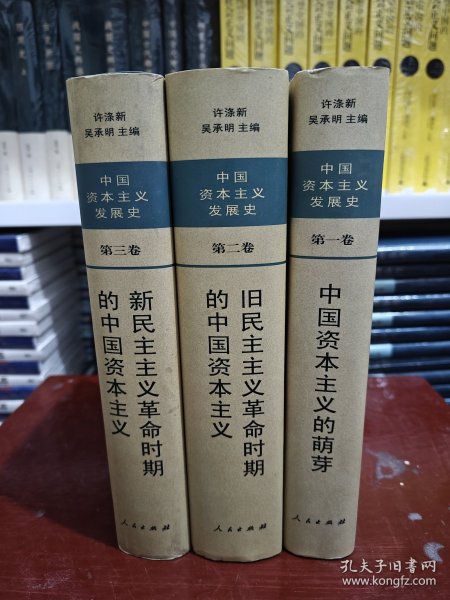 许涤新
吴承明 主编
中国
资本主义
发展史
第三卷
新民主主义革命时期
的中国资本主义
人民出版社
许涤新
吴承明 主编
中国
资本主义
发展史
第二卷
旧民主主义革命时期
的中国资本主义
人民出版社
许涤新
吴承明 主编
中国
资本主义
发展史
第一卷
中国资本主义的萌芽
人民出版社
孔夫子旧书网
www.kongfz.com